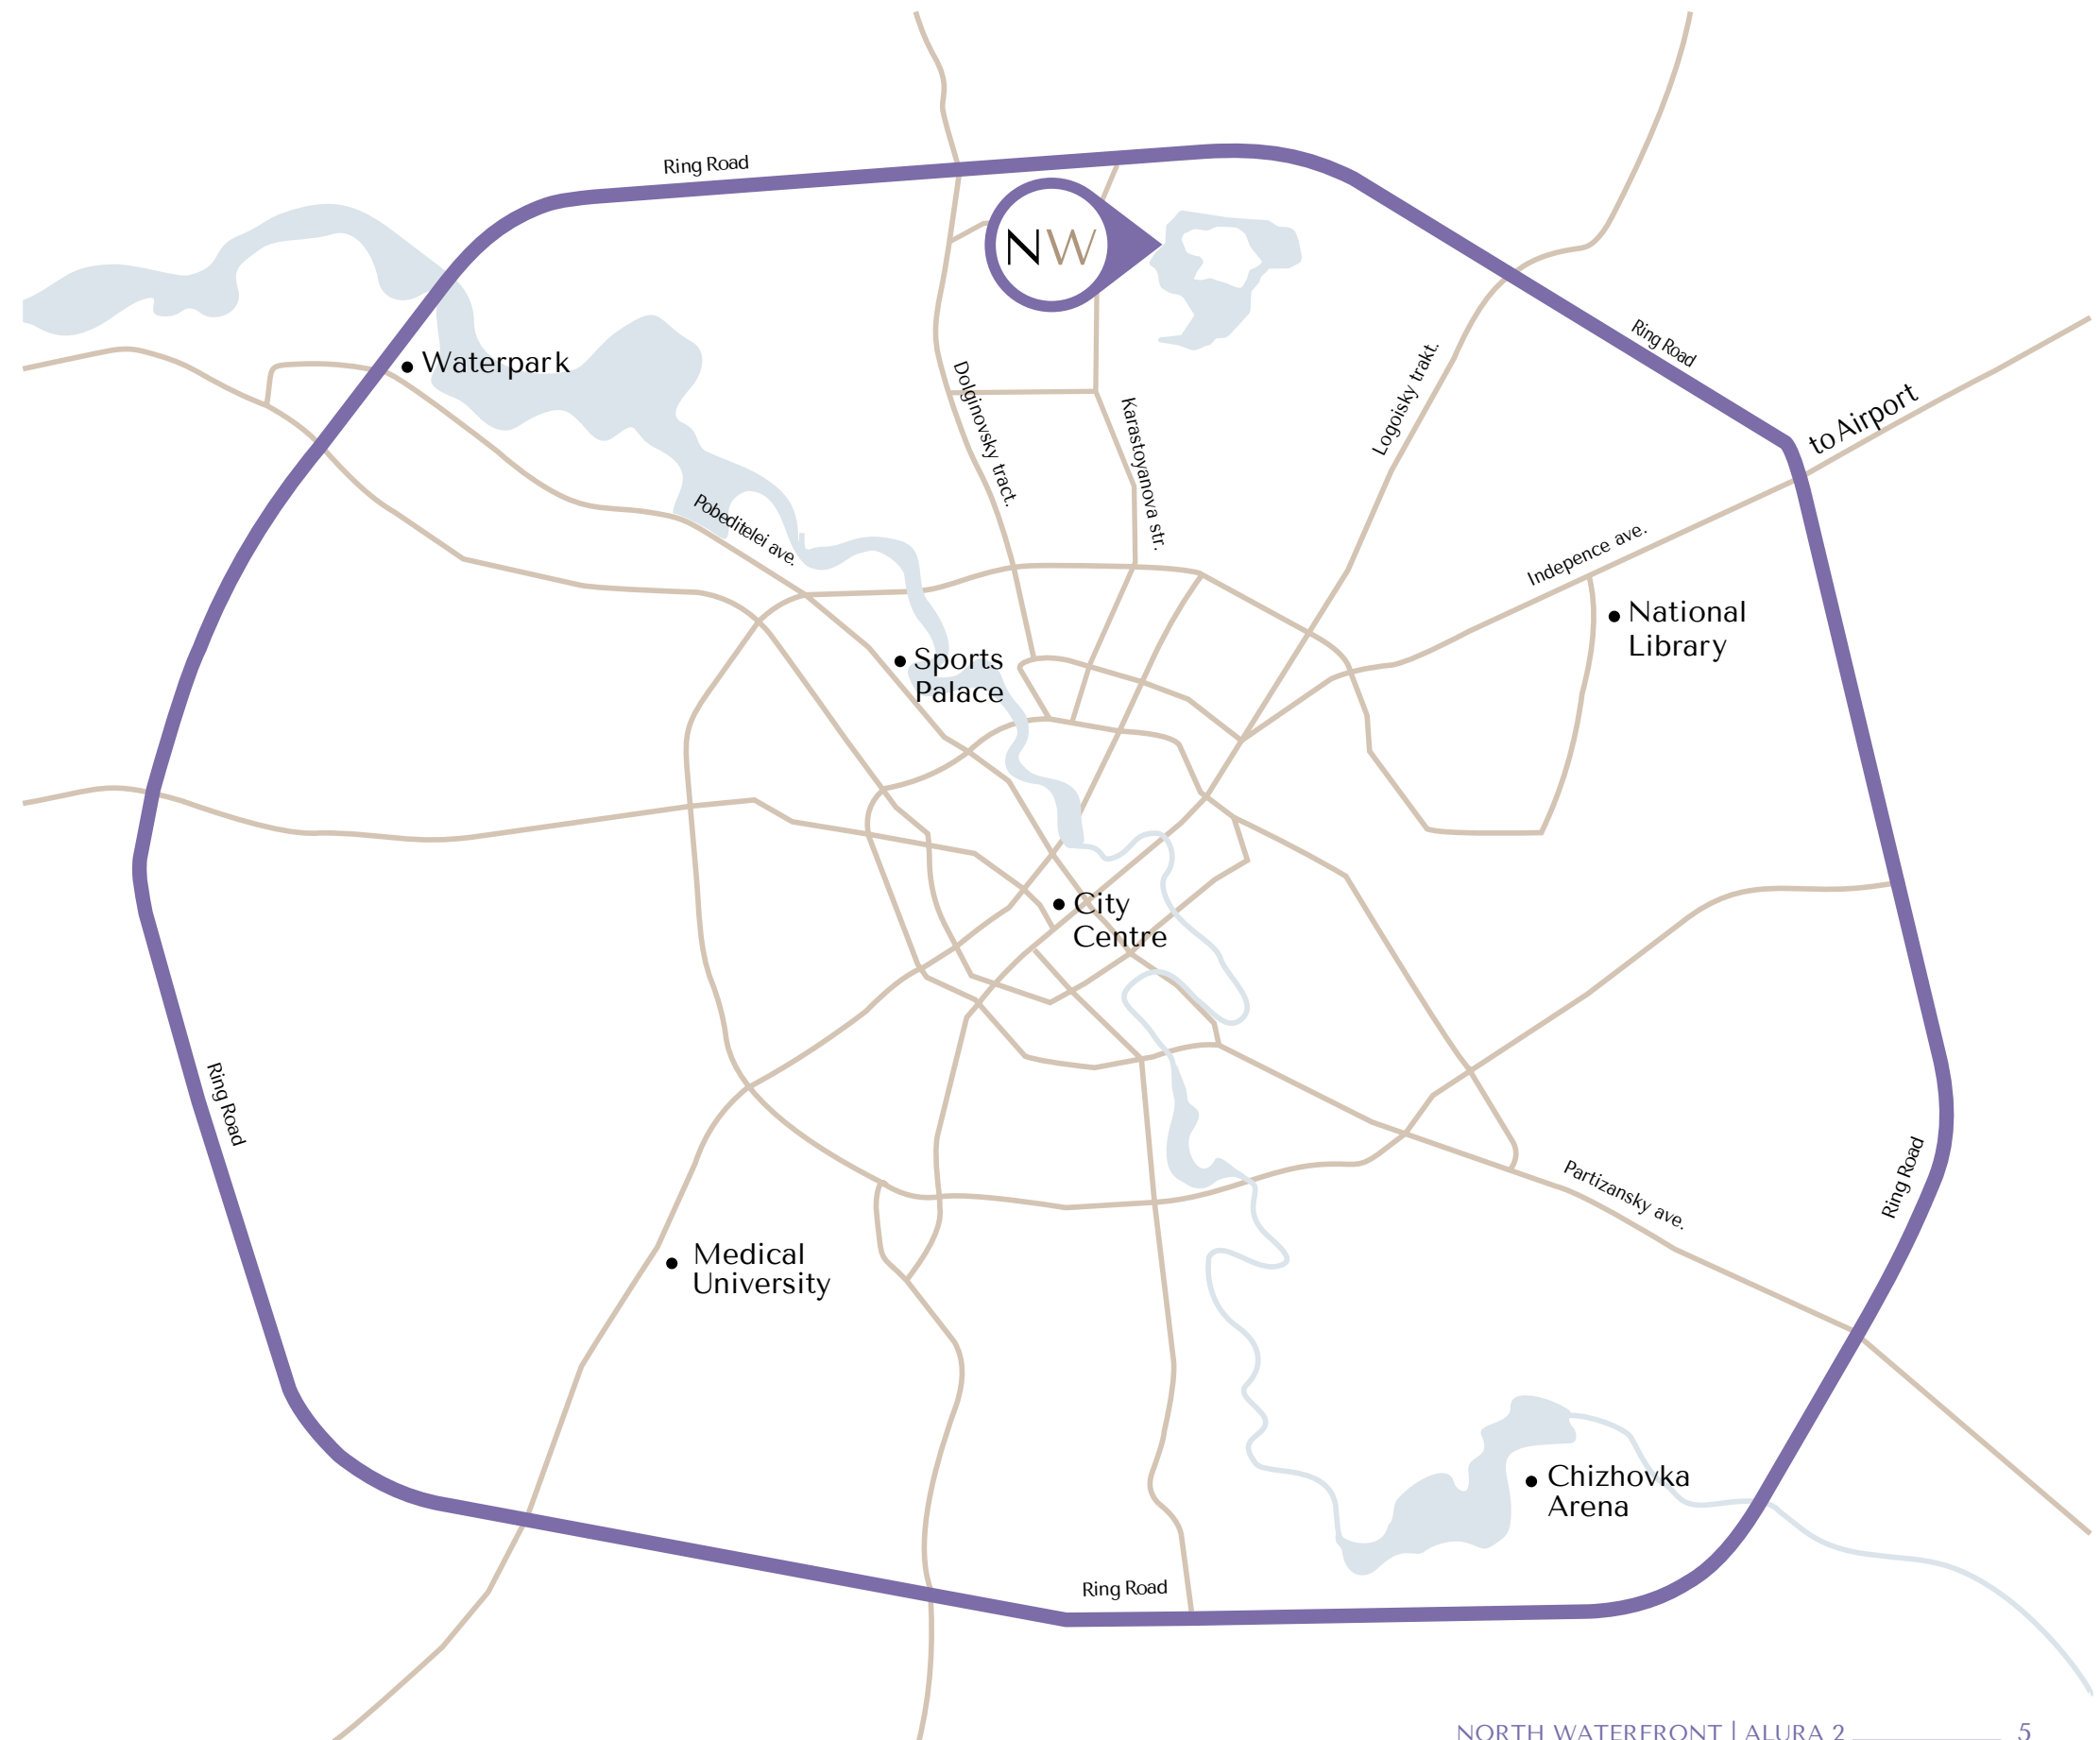 Ring Road
NW
Ring Road
Waterpark
Dolginovsky tract.
Karastoyanova str.
Logoisky trakt.
to Airport
Pobeditelei ave.
Indepence ave.
National
Library
Sports
Palace
City
Centre
Ring Road
Ring Road
Partizansky ave.
Medical
University
Chizhovka
Arena
Ring Road
NORTH WATERFRONT | ALURA 2 5